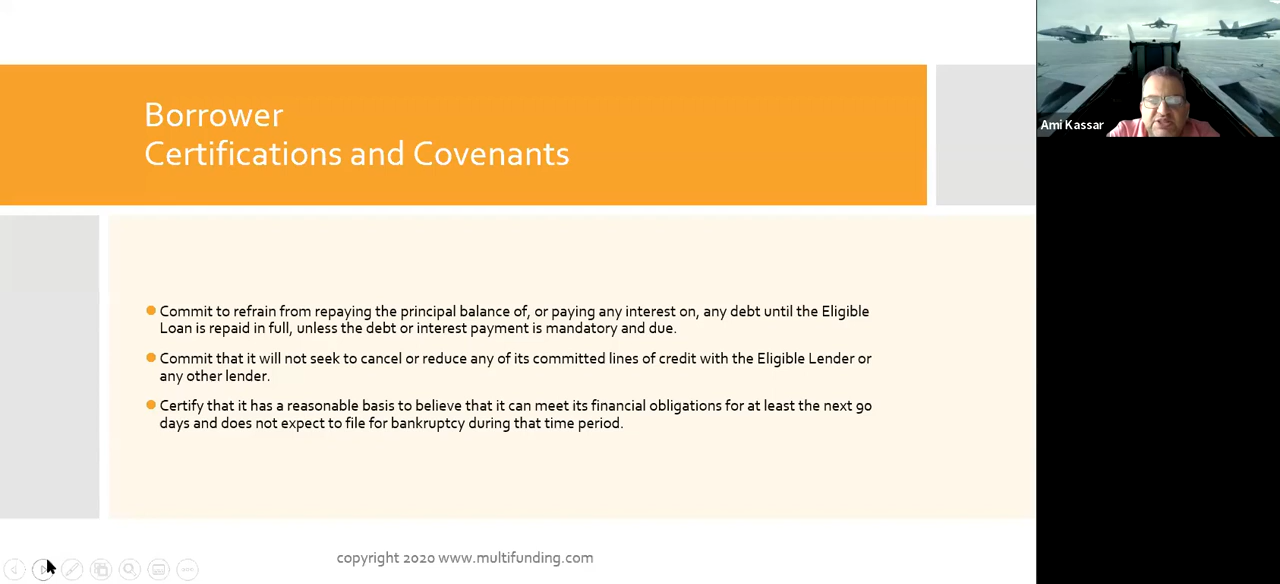 Borrower
Certifications and Covenants
Ami Kassar
Commit to refrain from repaying the principal balance of, or paying any interest on, any debt until the Eligible
Loan is repaid in full, unless the debt or interest payment is mandatory and due.
Commit that it will not seek to cancel or reduce any of its committed lines of credit with the Eligible Lender or
any other lender.
Certify that it has a reasonable basis to believe that it can meet its financial obligations for at least the next 90
days and does not expect to file for bankruptcy during that time period.
copyright 2020 www.multifunding.com